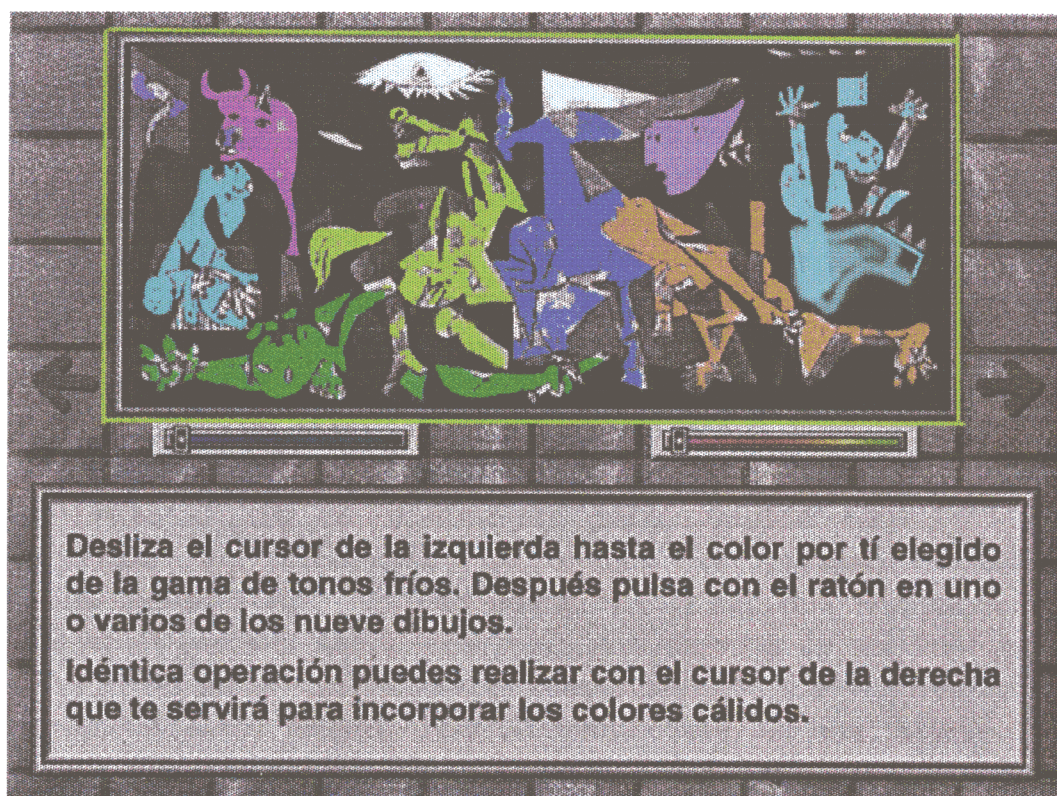 Desliza el cursor de la izquierda hasta el color por tí elegido
de la gama de tonos fríos. Después pulsa con el ratón en uno
o varios de los nueve dibujos.
Idéntica operación puedes realizar con el cursor de la derecha
que te servirá para incorporar los colores cálidos.